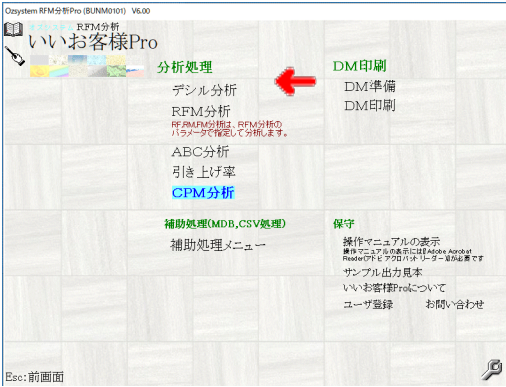 Ozsystem RFM分析Pro (BUNM0101) V6.00
RFM分析
いいお客様Pro
分析処理
デシル分析
RFM分析
RF,RM,FM分析は、RFM分析の
パラメータで指定して分析します。
ABC分析
引き上げ率
CPM分析
DM印刷
DM準備
DM印刷
補助処理(MDB,CSV処理)
補助処理メニュー
保守
操作マニュアルの表示
操作マニュアルの表示には『Adobe Acrobat
Reader(アドビ アクロバット リーダー)』が必要です
サンプル出力見本
いいお客様Proについて
ユーザ登録 お問い合わせ
Esc:前画面